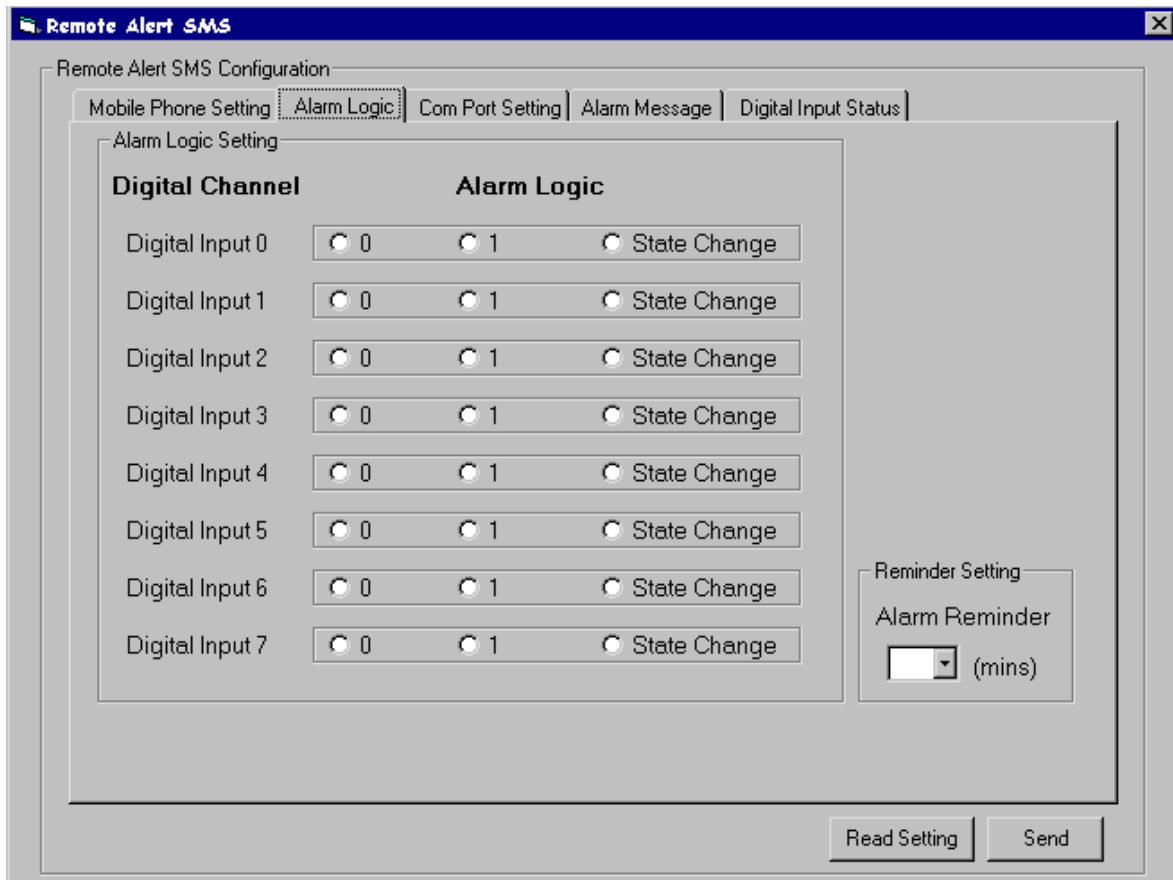 Remote Alert SMS
Remote Alert SMS Configuration
Mobile Phone Setting Alarm Logic Com Port Setting Alarm Message Digital Input Status
Alarm Logic Setting
Digital Channel Alarm Logic
Digital Input 0 0 1 State Change
Digital Input 1 0 1 State Change
Digital Input 2 0 1 State Change
Digital Input 3 0 1 State Change
Digital Input 4 0 1 State Change
Digital Input 5 0 1 State Change
Digital Input 6 0 1 State Change
Digital Input 7 0 1 State Change
Reminder Setting
Alarm Reminder
(mins)
Read Setting Send